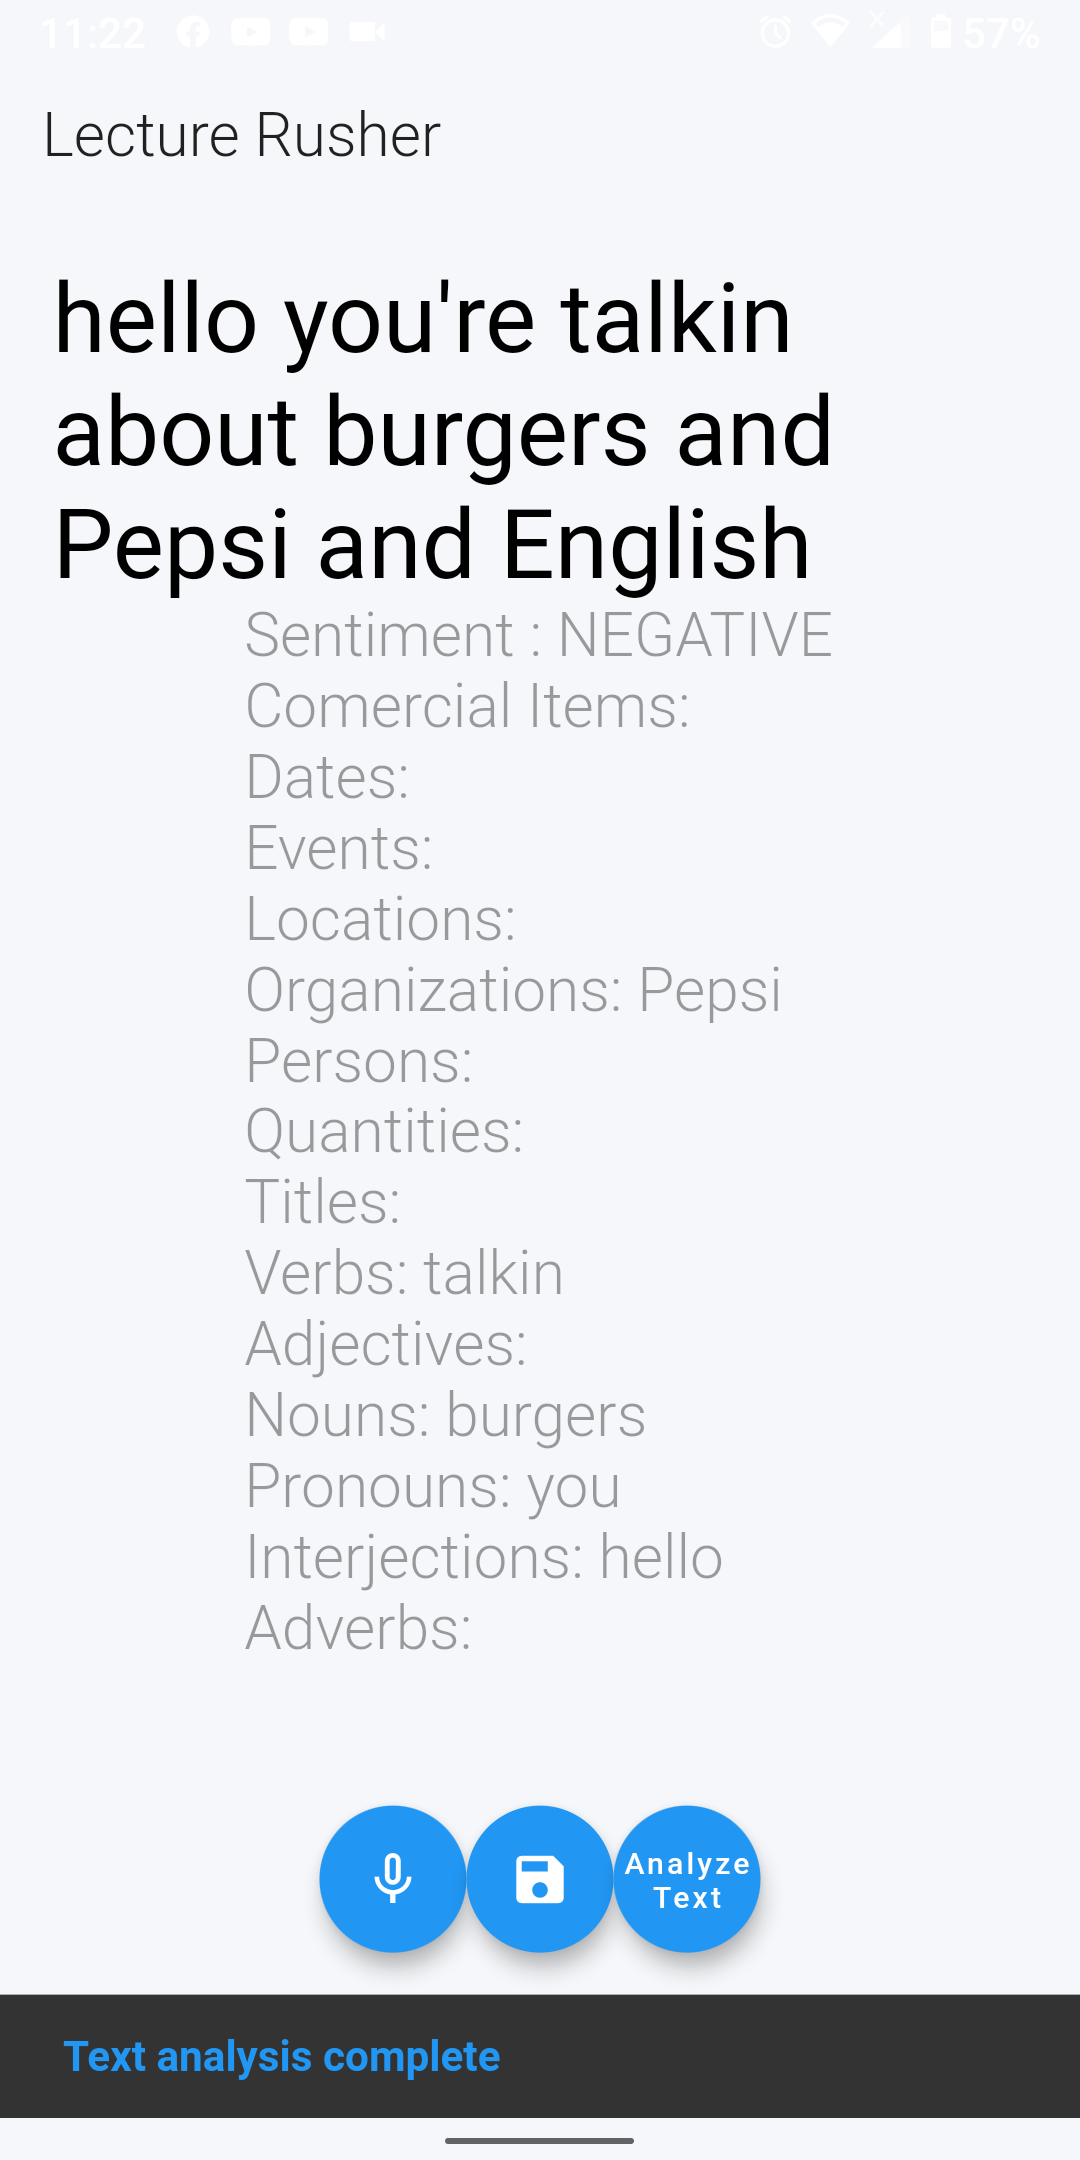 11:22 57%
Lecture Rusher
hello you're talkin
about burgers and
Pepsi and English
Sentiment : NEGATIVE
Comercial Items:
Dates:
Events:
Locations:
Organizations: Pepsi
Persons:
Quantities:
Titles:
Verbs: talkin
Adjectives:
Nouns: burgers
Pronouns: you
Interjections: hello
Adverbs:
Analyze
Text
Text analysis complete